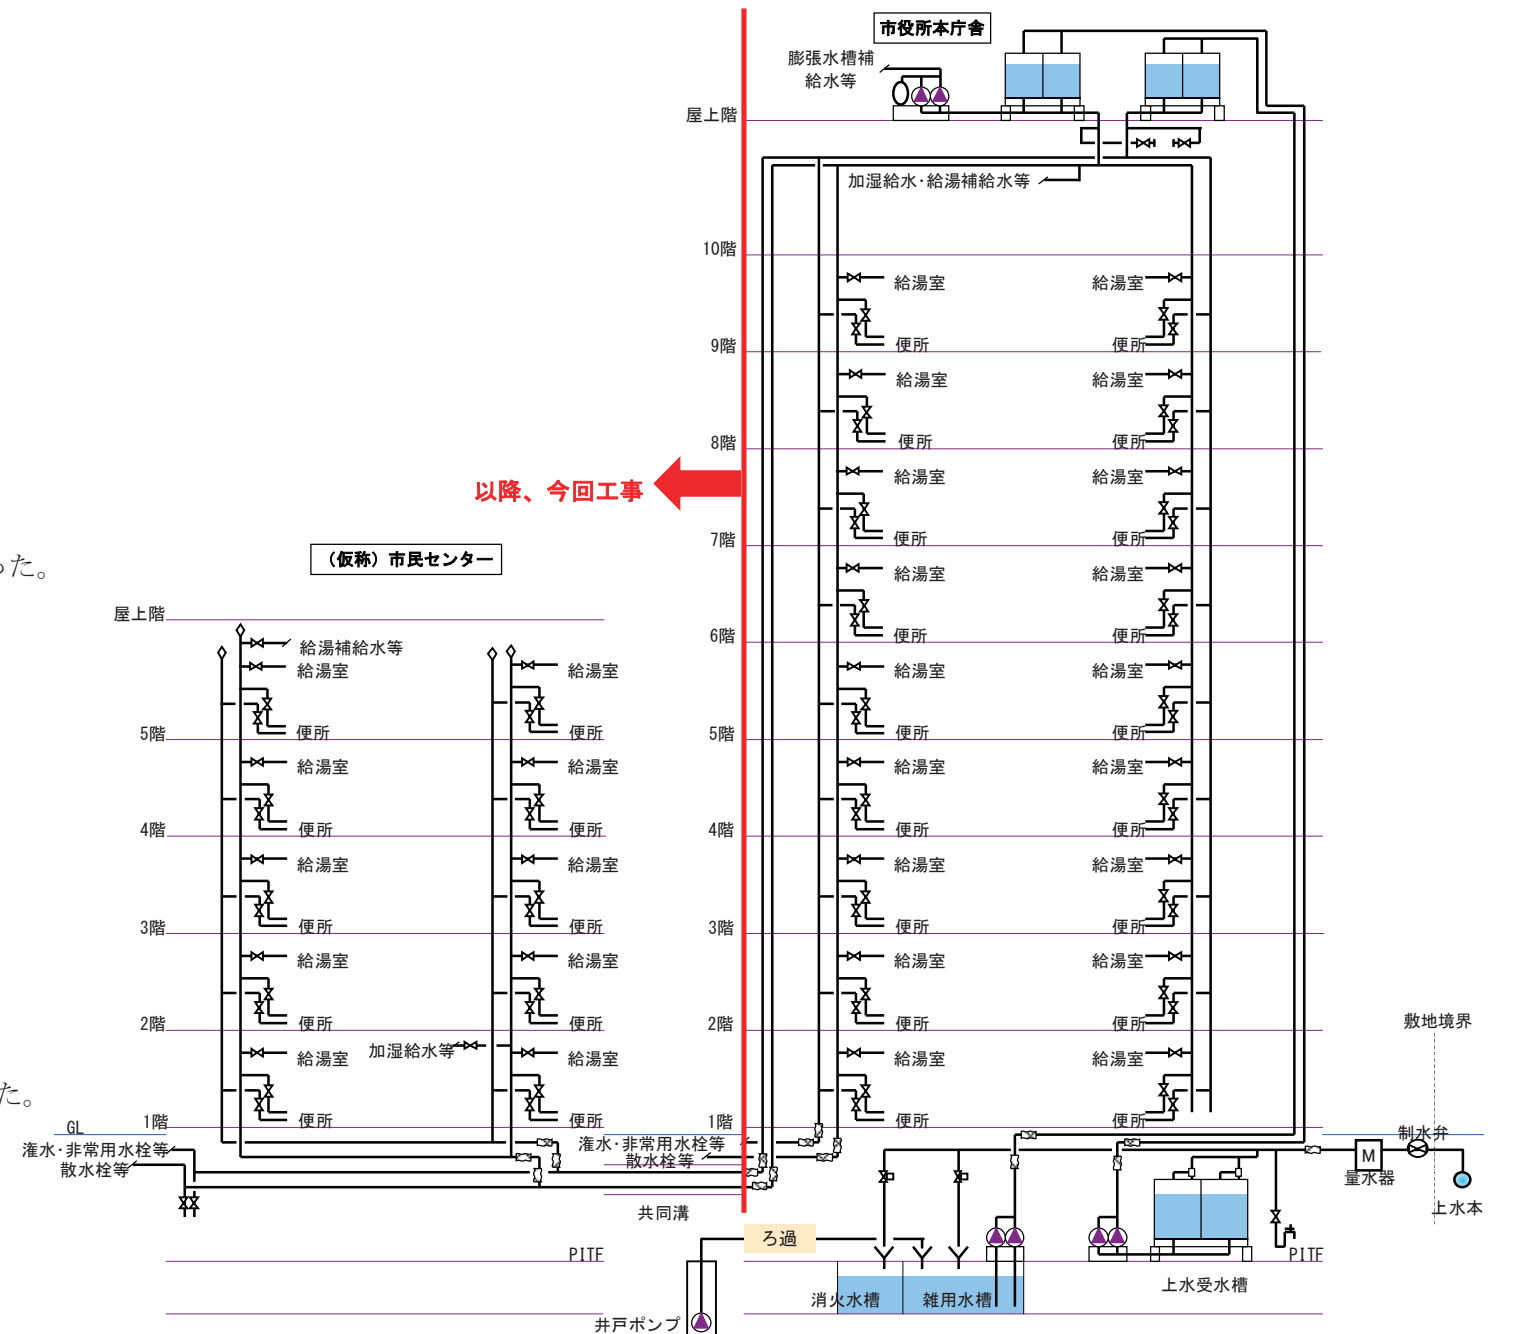 市役所本庁舎
膨張水槽補
給水等
屋上階
加湿給水・給湯補給水等
10階
給湯室 給湯室
便所 便所
9階
給湯室 給湯室
便所 便所
8階
給湯室 給湯室
便所 便所
7階
給湯室 給湯室
便所 便所
6階
給湯室 給湯室
便所 便所
5階
給湯室 給湯室
便所 便所
4階
給湯室 給湯室
便所 便所
3階
給湯室 給湯室
便所 便所
2階
給湯室 給湯室
便所 便所
1階
以降、今回工事
った。
（仮称）市民センター
屋上階
給湯補給水等
給湯室 給湯室
便所 便所
5階
給湯室 給湯室
便所 便所
4階
給湯室 給湯室
便所 便所
3階
給湯室 給湯室
便所 便所
2階
加湿給水等
給湯室 給湯室
便所 便所
1階
た。
GL
潅水・非常用水栓等
散水栓等
潅水・非常用水栓等
散水栓等
共同溝
敷地境界
制水弁
M
量水器
上水本
ろ過
PITF
PITF
上水受水槽
消火水槽
雑用水槽
井戸ポンプ